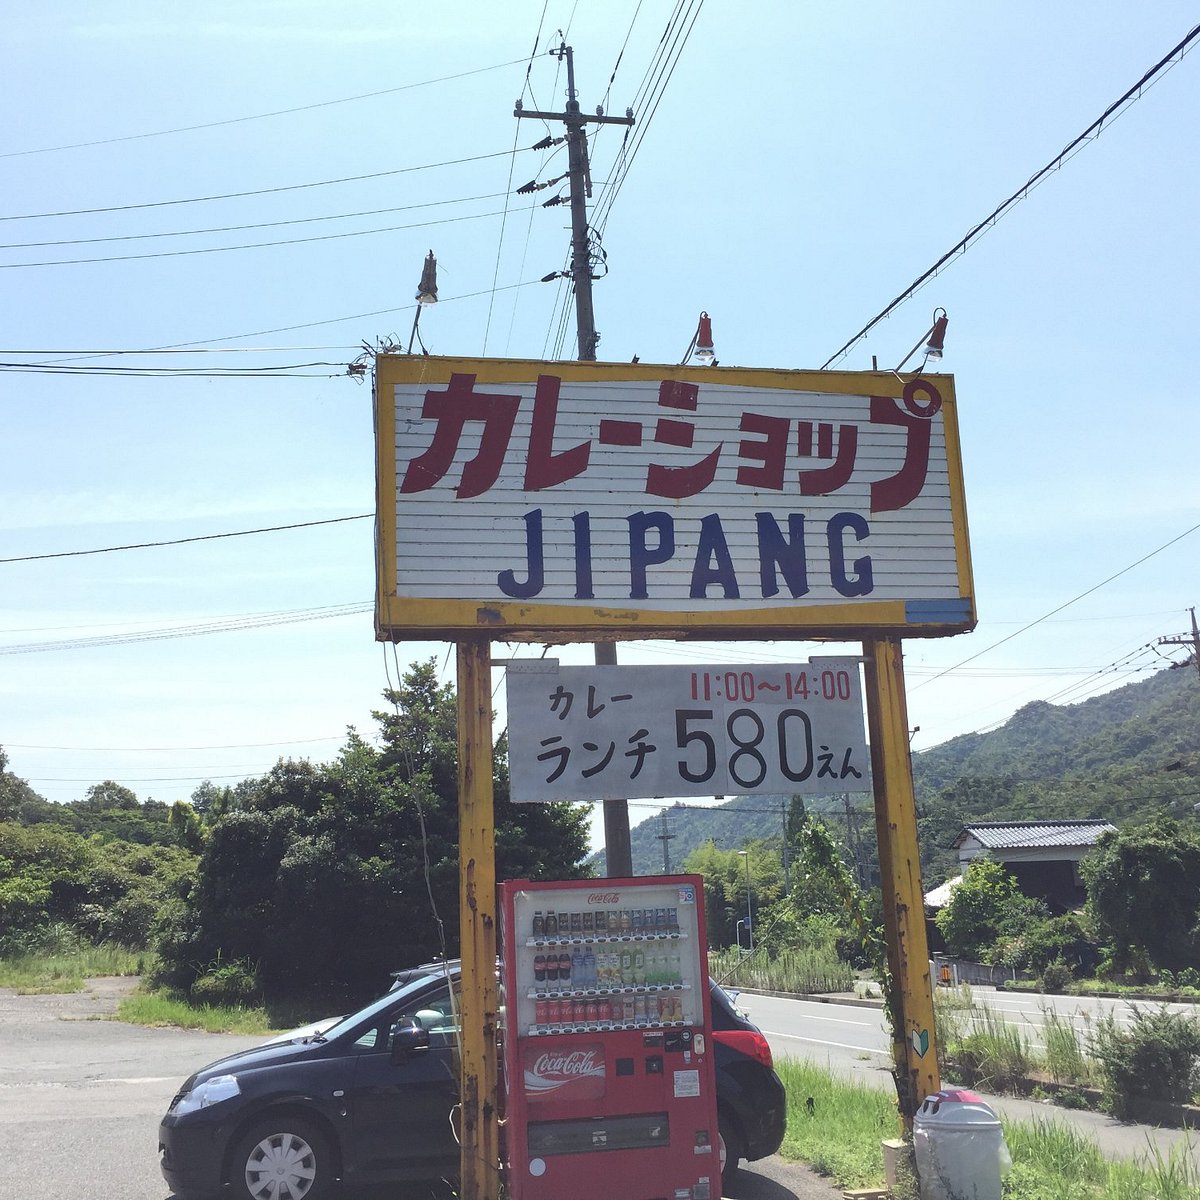 カレーショップ
JIPANG
カレー 11:00~14:00
ランチ 580えん
Coca-Cola
Coca-Cola